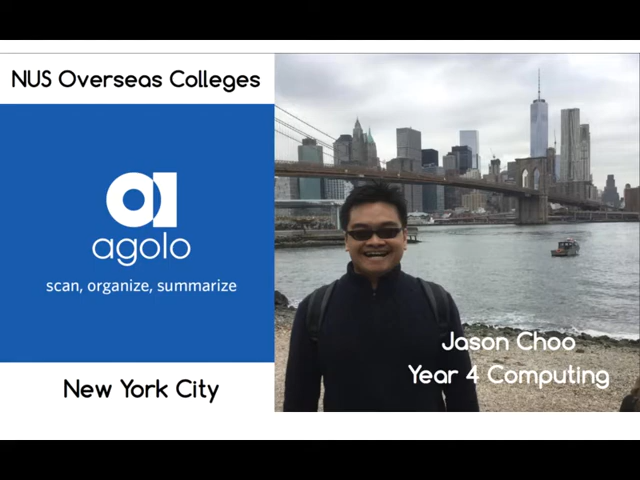 NUS Overseas Colleges
agolo
scan, organize, summarize
New York City
Jason Choo
Year 4 Computing